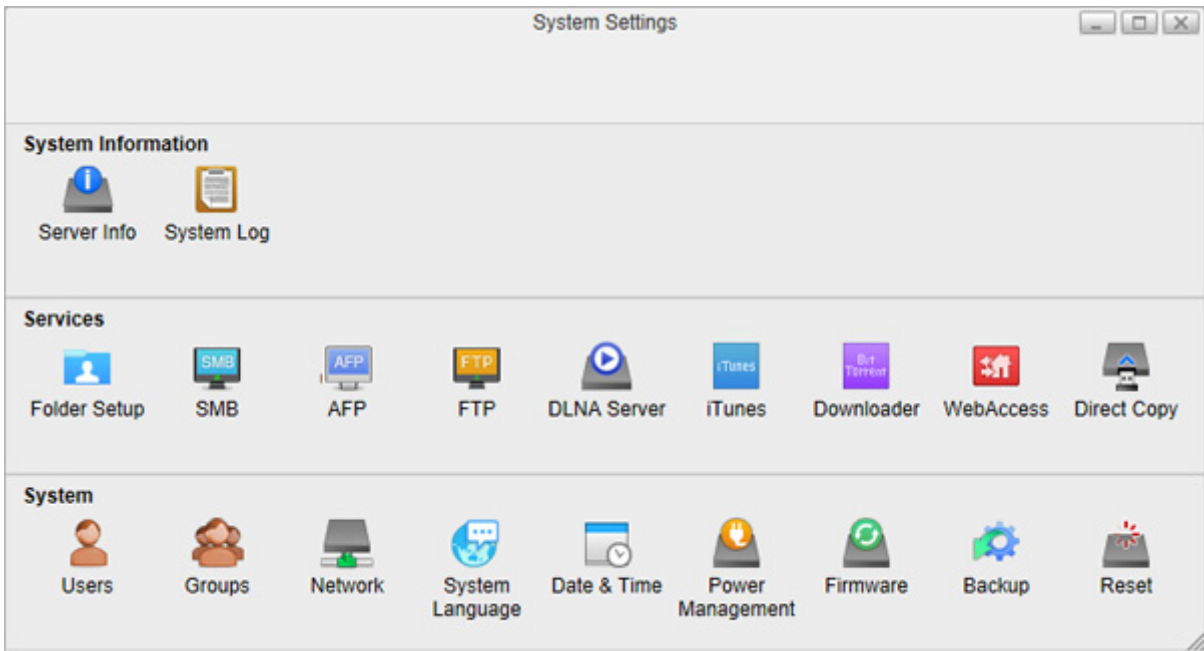 System Settings
System Information
Server Info System Log
Services
SMB AFP FTP iTunes Bit
Torrent
Folder Setup SMB AFP FTP DLNA Server iTunes Downloader WebAccess Direct Copy
System
Users Groups Network System Date & Time Power Firmware Backup Reset
Language Management